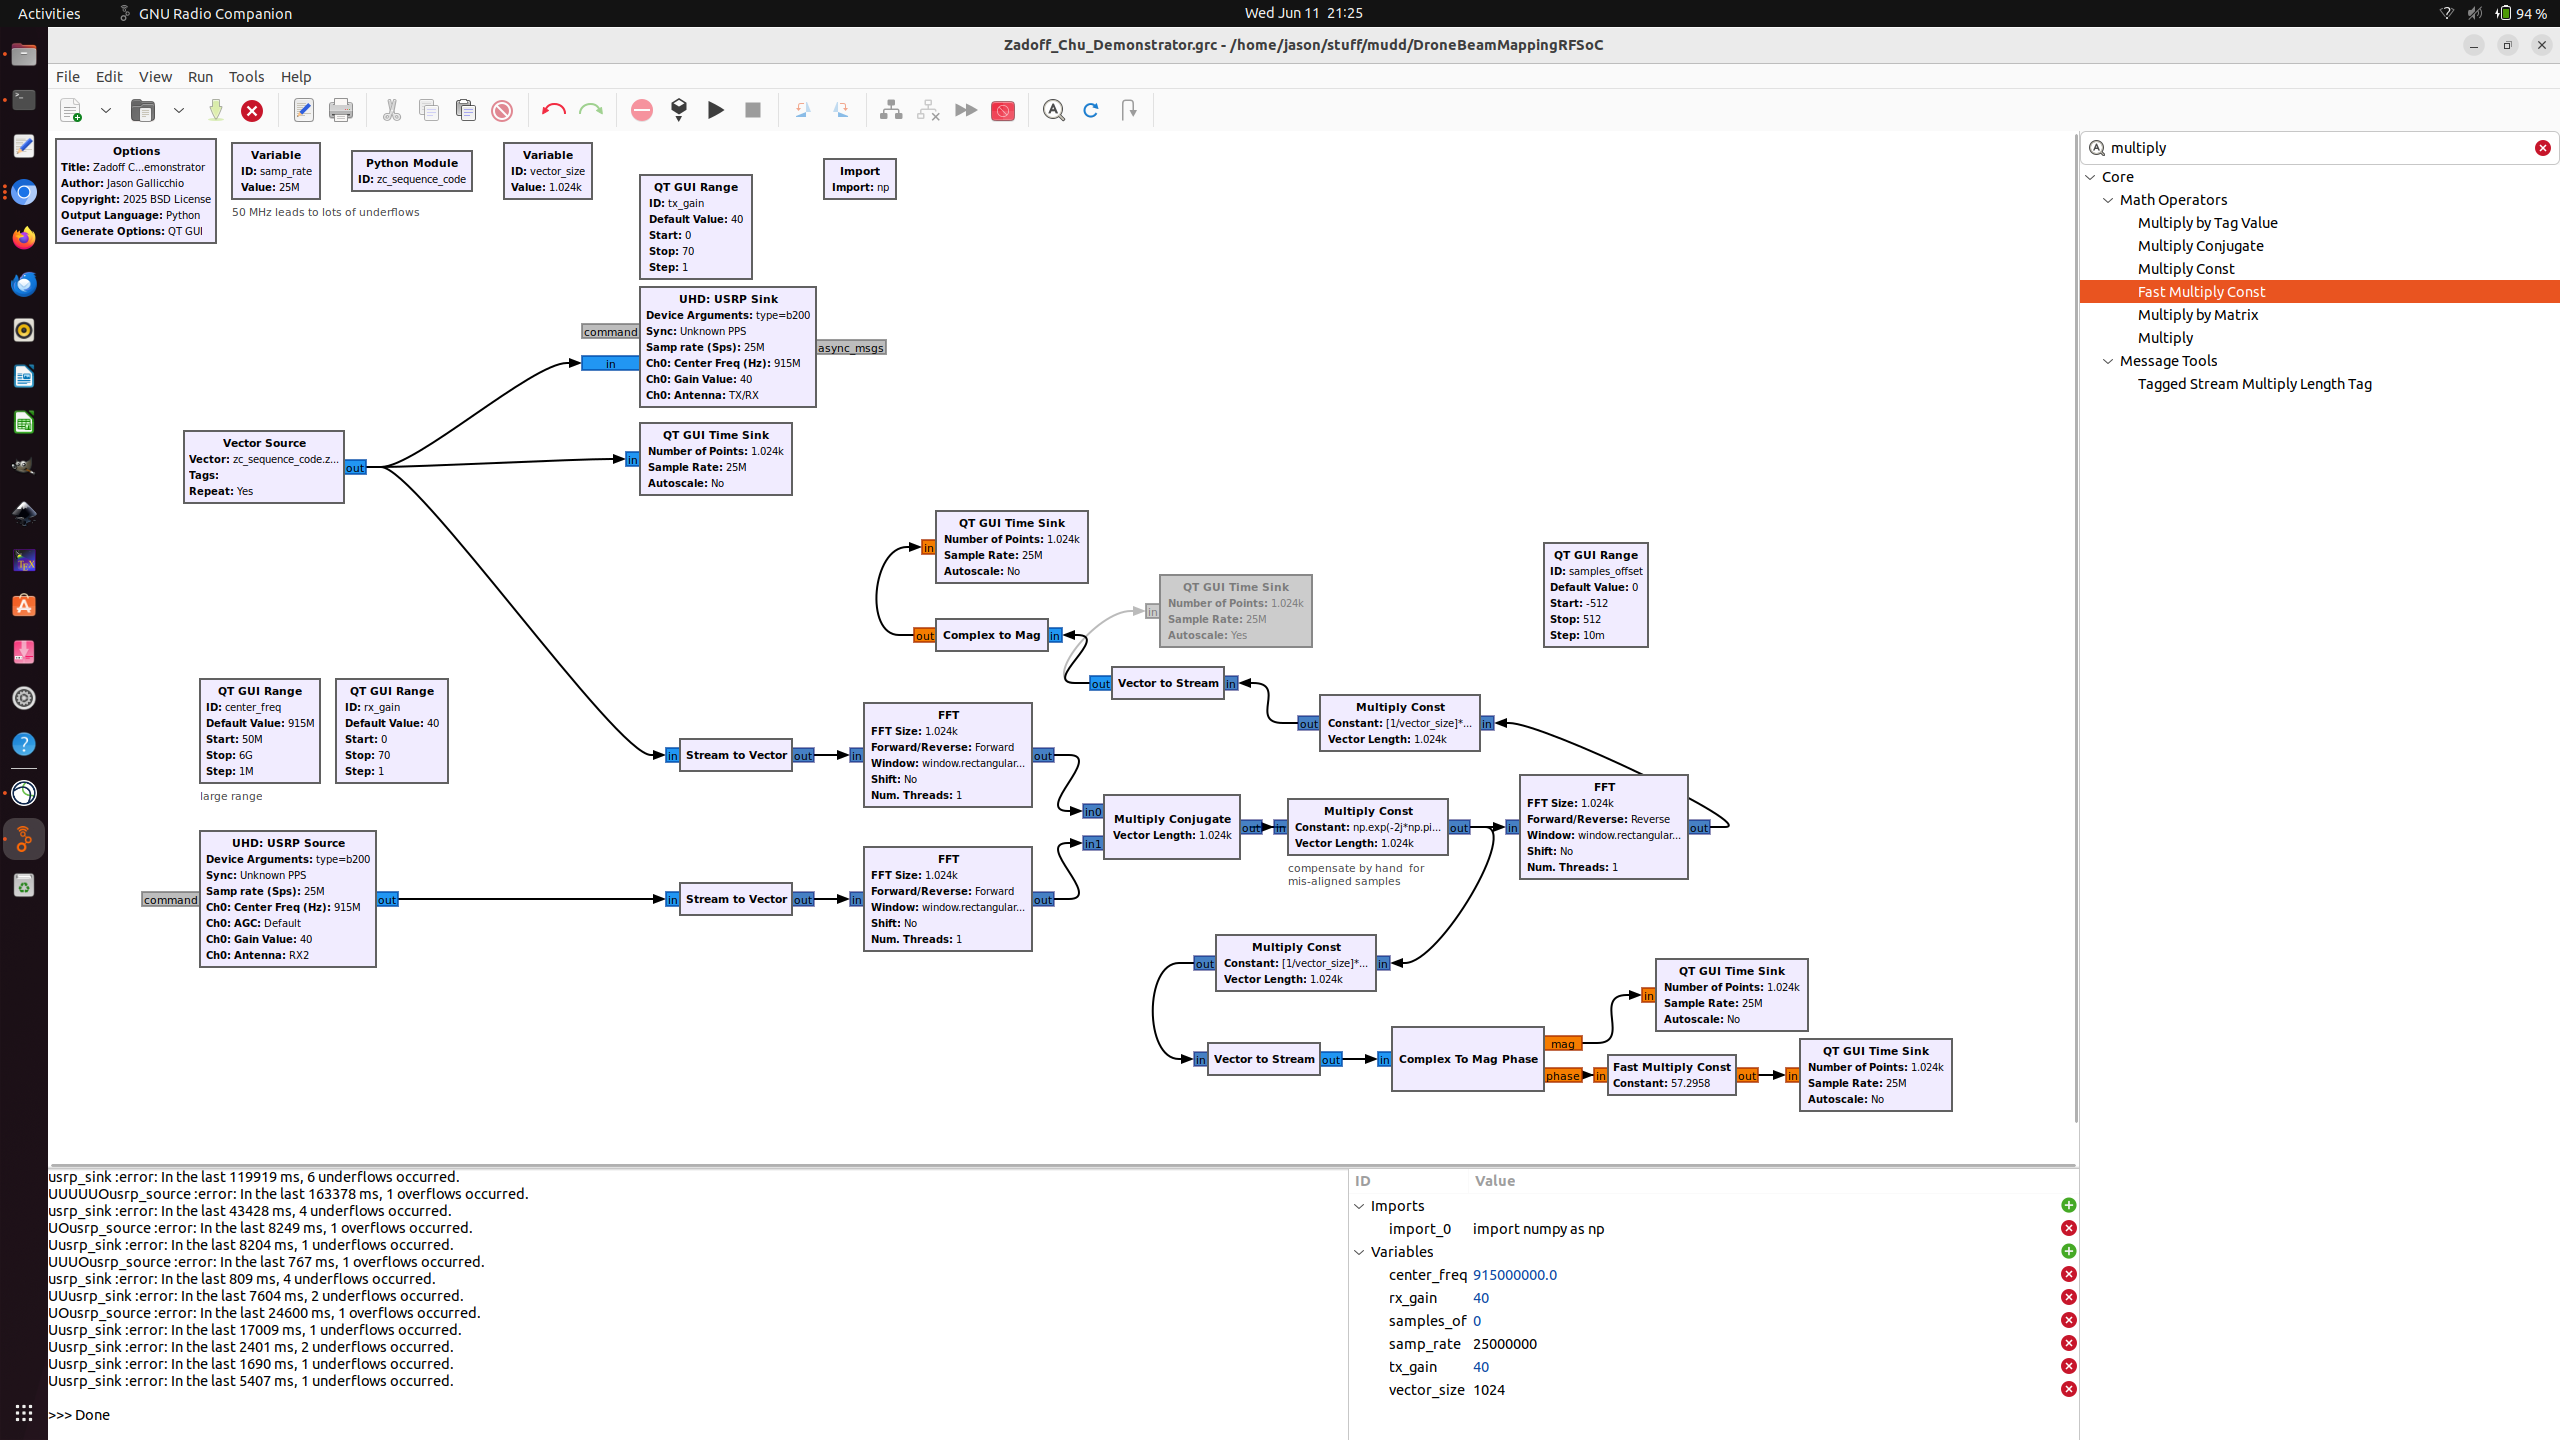 Activities
GNU Radio Companion
Wed Jun 11 21:25
94 %
Zadoff_Chu_Demonstrator.grc - /home/jason/stuff/mudd/DroneBeamMappingRFSoC
File Edit View Run Tools Help
Options
Title: Zadoff C...emonstrator
Author: Jason Gallicchio
Copyright: 2025 BSD License
Output Language: Python
Generate Options: QT GUI
Variable
ID: samp_rate
Value: 25M
50 MHz leads to lots of underflows
Python Module
ID: zc_sequence_code
Variable
ID: vector_size
Value: 1.024k
QT GUI Range
ID: tx_gain
Default Value: 40
Start: 0
Stop: 70
Step: 1
Import
Import: np
UHD: USRP Sink
Device Arguments: type=b200
Sync: Unknown PPS
Samp rate (Sps): 25M
Ch0: Center Freq (Hz): 915M
Ch0: Gain Value: 40
Ch0: Antenna: TX/RX
command
in
async_msgs
Vector Source
Vector: zc_sequence_code.z...
Tags:
Repeat: Yes
out
in
QT GUI Time Sink
Number of Points: 1.024k
Sample Rate: 25M
Autoscale: No
in
QT GUI Time Sink
Number of Points: 1.024k
Sample Rate: 25M
Autoscale: No
in
QT GUI Time Sink
Number of Points: 1.024k
Sample Rate: 25M
Autoscale: Yes
QT GUI Range
ID: samples_offset
Default Value: 0
Start: -512
Stop: 512
Step: 10m
out
Complex to Mag
in
out
Vector to Stream
in
out
Multiply Const
Constant: [1/vector_size]*...
Vector Length: 1.024k
in
QT GUI Range
ID: center_freq
Default Value: 915M
Start: 50M
Stop: 6G
Step: 1M
large range
QT GUI Range
ID: rx_gain
Default Value: 40
Start: 0
Stop: 70
Step: 1
in
Stream to Vector
out
in
FFT
FFT Size: 1.024k
Forward/Reverse: Forward
Window: window.rectangular...
Shift: No
Num. Threads: 1
out
in0
in1
Multiply Conjugate
Vector Length: 1.024k
out
in
Multiply Const
Constant: np.exp(-2j*np.pi...
Vector Length: 1.024k
out
compensate by hand for
mis-aligned samples
in
FFT
FFT Size: 1.024k
Forward/Reverse: Reverse
Window: window.rectangular...
Shift: No
Num. Threads: 1
out
UHD: USRP Source
Device Arguments: type=b200
Sync: Unknown PPS
Samp rate (Sps): 25M
Ch0: Center Freq (Hz): 915M
Ch0: AGC: Default
Ch0: Gain Value: 40
Ch0: Antenna: RX2
command
out
in
Stream to Vector
out
in
FFT
FFT Size: 1.024k
Forward/Reverse: Forward
Window: window.rectangular...
Shift: No
Num. Threads: 1
out
out
Multiply Const
Constant: [1/vector_size]*...
Vector Length: 1.024k
in
in
Vector to Stream
out
in
Complex To Mag Phase
mag
phase
in
QT GUI Time Sink
Number of Points: 1.024k
Sample Rate: 25M
Autoscale: No
in
Fast Multiply Const
Constant: 57.2958
out
in
QT GUI Time Sink
Number of Points: 1.024k
Sample Rate: 25M
Autoscale: No
multiply
Core
Math Operators
Multiply by Tag Value
Multiply Conjugate
Multiply Const
Fast Multiply Const
Multiply by Matrix
Multiply
Message Tools
Tagged Stream Multiply Length Tag
usrp_sink :error: In the last 119919 ms, 6 underflows occurred.
UUUUUOusrp_source :error: In the last 163378 ms, 1 overflows occurred.
usrp_sink :error: In the last 43428 ms, 4 underflows occurred.
UOusrp_source :error: In the last 8249 ms, 1 overflows occurred.
Uusrp_sink :error: In the last 8204 ms, 1 underflows occurred.
UUUOusrp_source :error: In the last 767 ms, 1 overflows occurred.
usrp_sink :error: In the last 809 ms, 4 underflows occurred.
UUusrp_sink :error: In the last 7604 ms, 2 underflows occurred.
UOusrp_source :error: In the last 24600 ms, 1 overflows occurred.
Uusrp_sink :error: In the last 17009 ms, 1 underflows occurred.
Uusrp_sink :error: In the last 2401 ms, 2 underflows occurred.
Uusrp_sink :error: In the last 1690 ms, 1 underflows occurred.
Uusrp_sink :error: In the last 5407 ms, 1 underflows occurred.
>>> Done
ID Value
Imports
import_0 import numpy as np
Variables
center_freq 915000000.0
rx_gain 40
samples_of 0
samp_rate 25000000
tx_gain 40
vector_size 1024